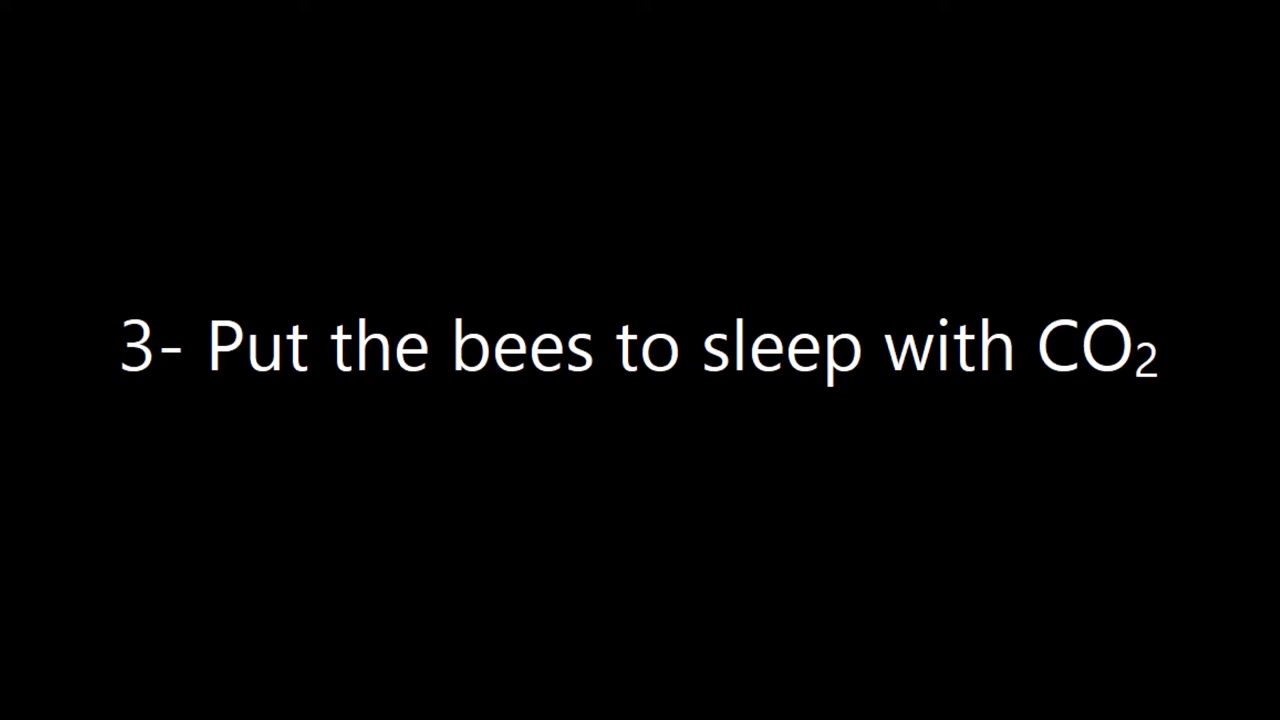 3- Put the bees to sleep with CO₂